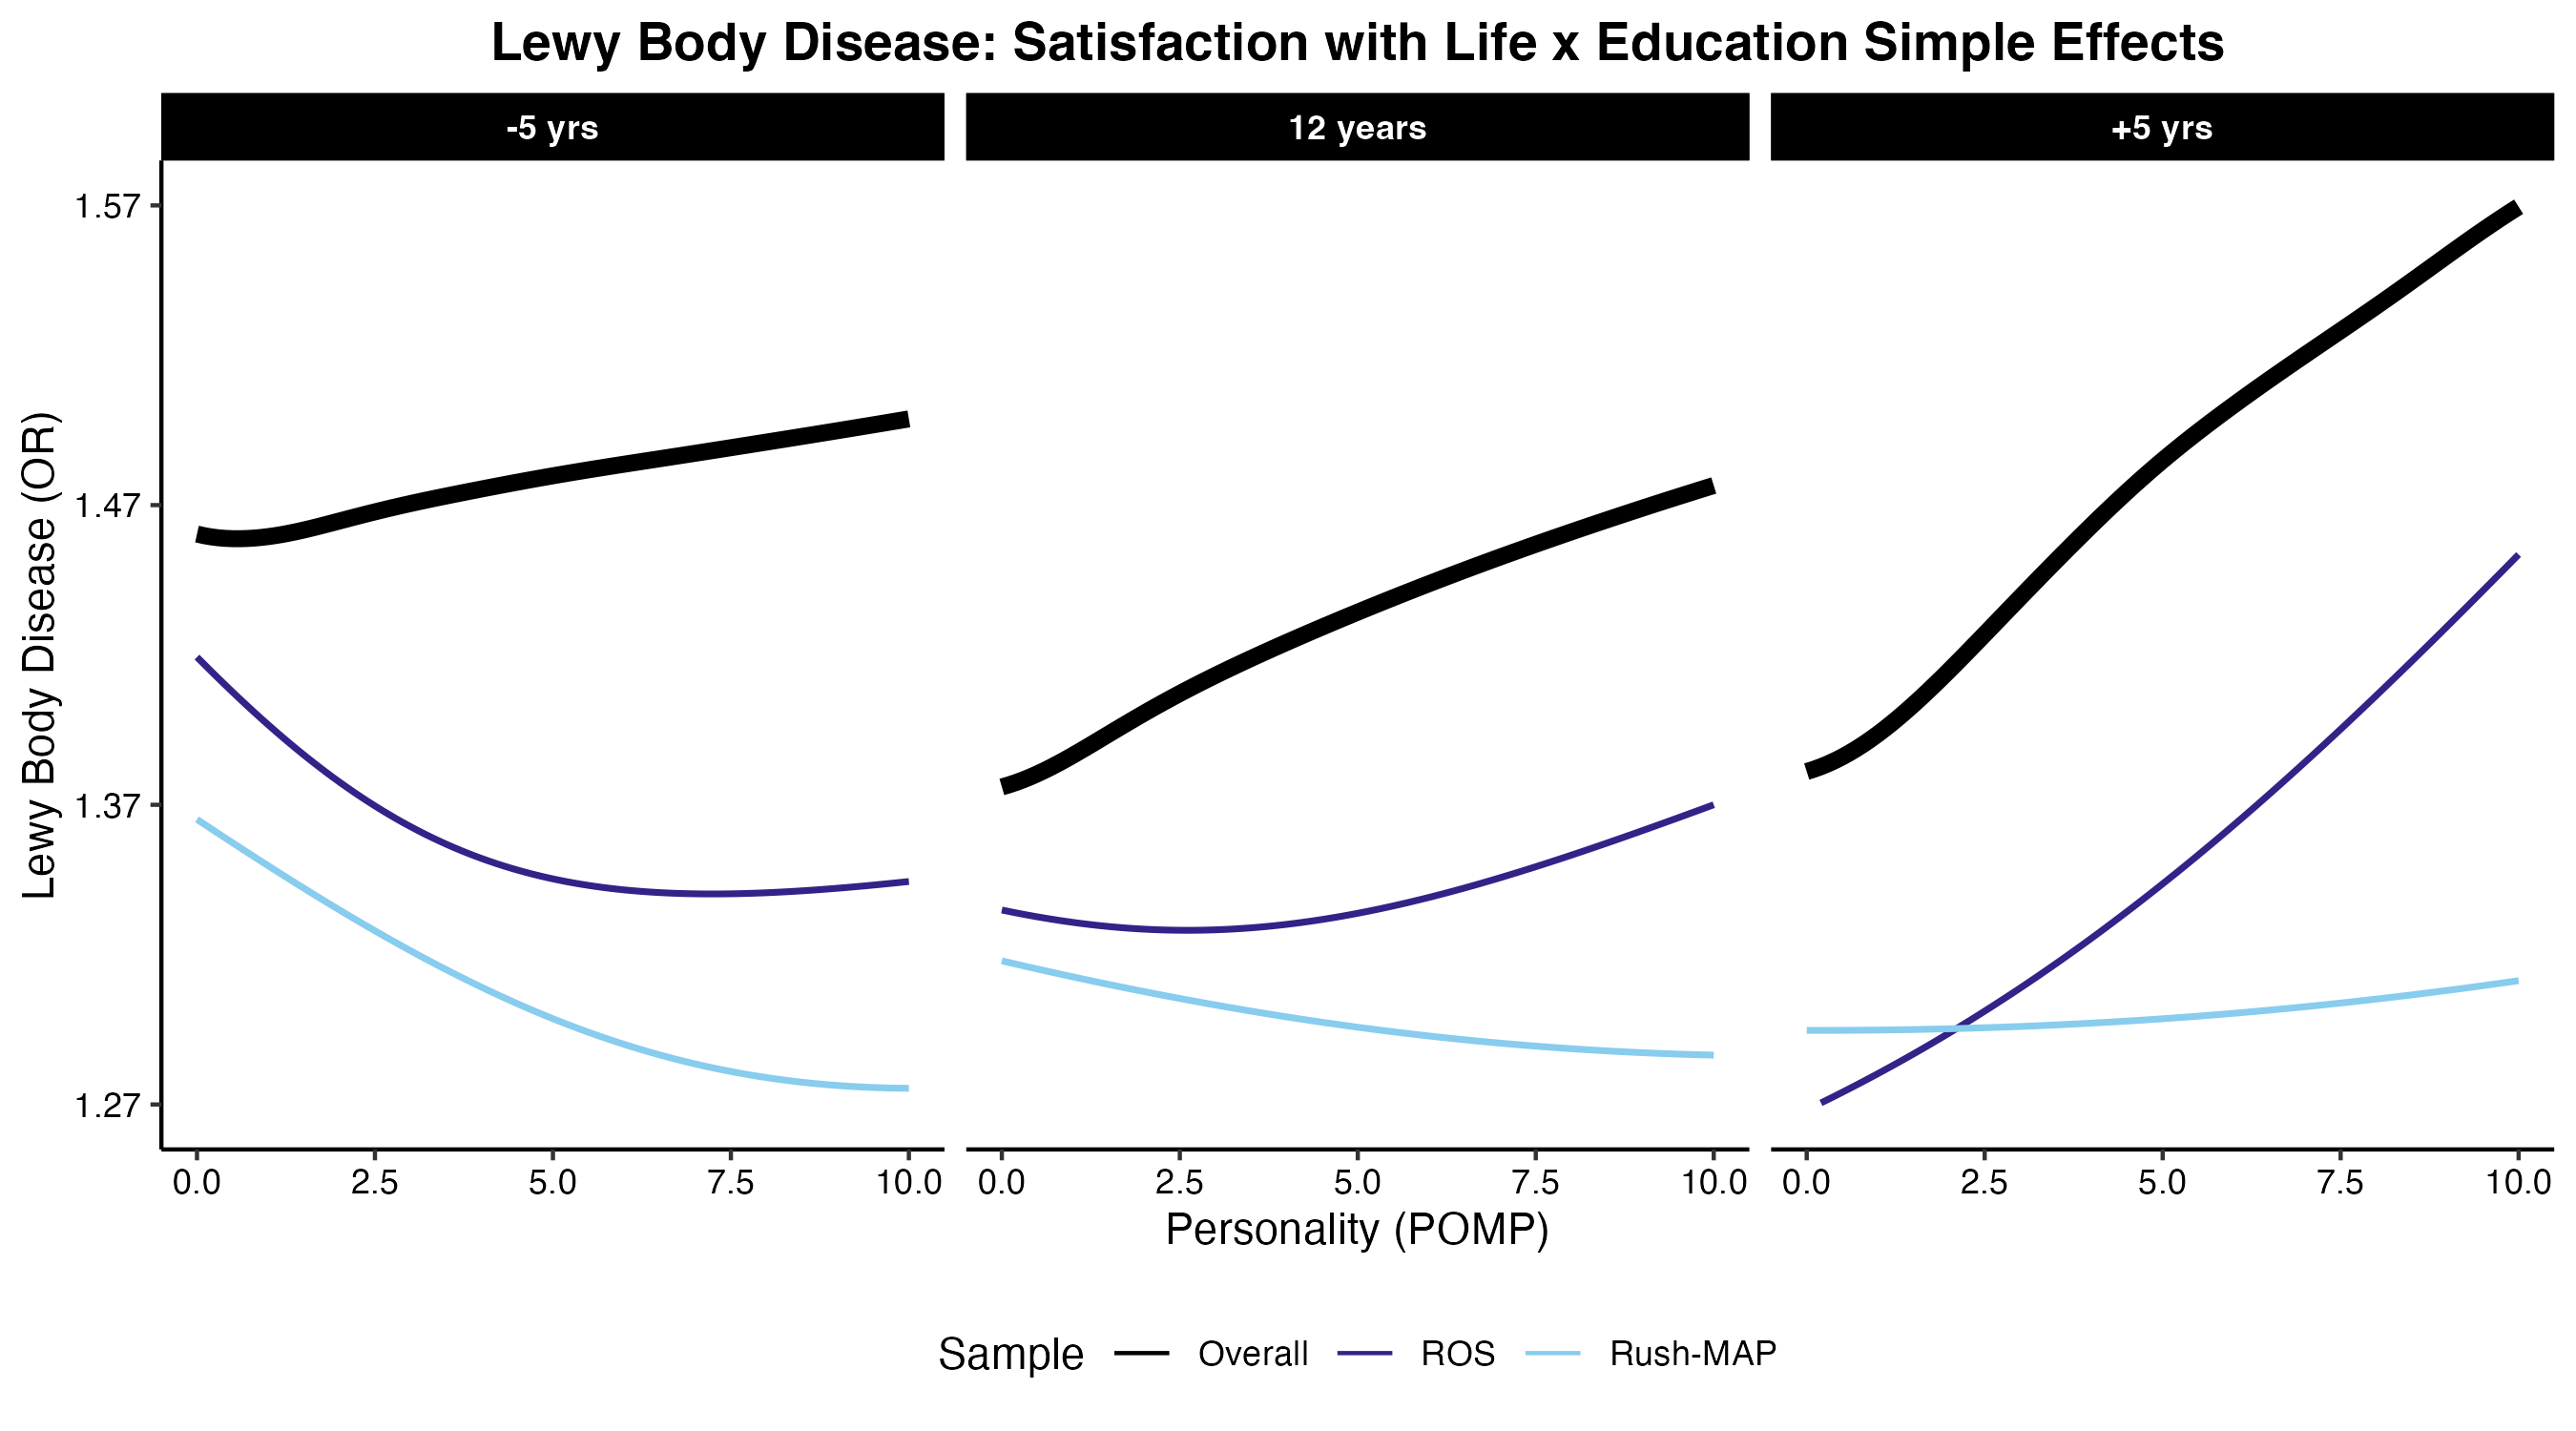 Lewy Body Disease: Satisfaction with Life x Education Simple Effects
-5 yrs 12 years +5 yrs
Lewy Body Disease (OR)
1.57
1.47
1.37
1.27
0.0 2.5 5.0 7.5 10.0 0.0 2.5 5.0 7.5 10.0 0.0 2.5 5.0 7.5 10.0
Personality (POMP)
Sample Overall ROS Rush-MAP